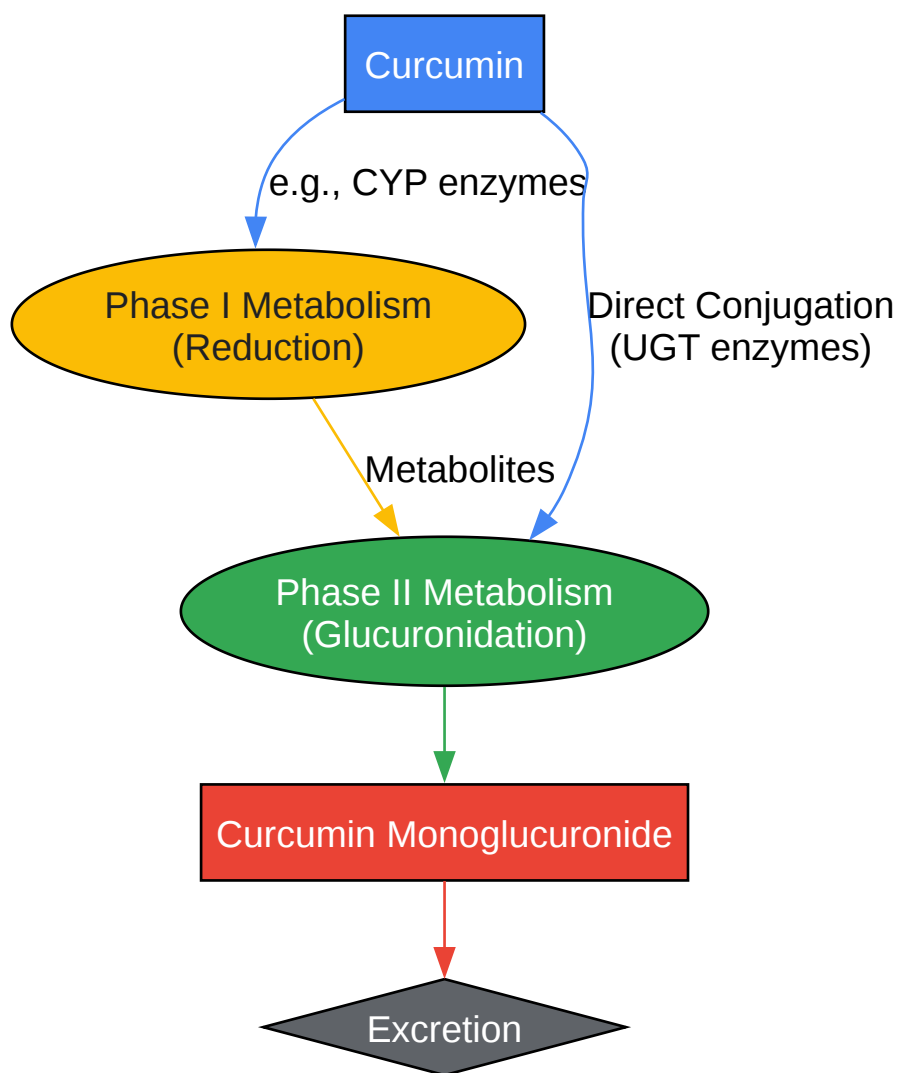 Curcumin
e.g., CYP enzymes
Phase I Metabolism
(Reduction)
Direct Conjugation
(UGT enzymes)
Metabolites
Phase II Metabolism
(Glucuronidation)
Curcumin Monoglucuronide
Excretion